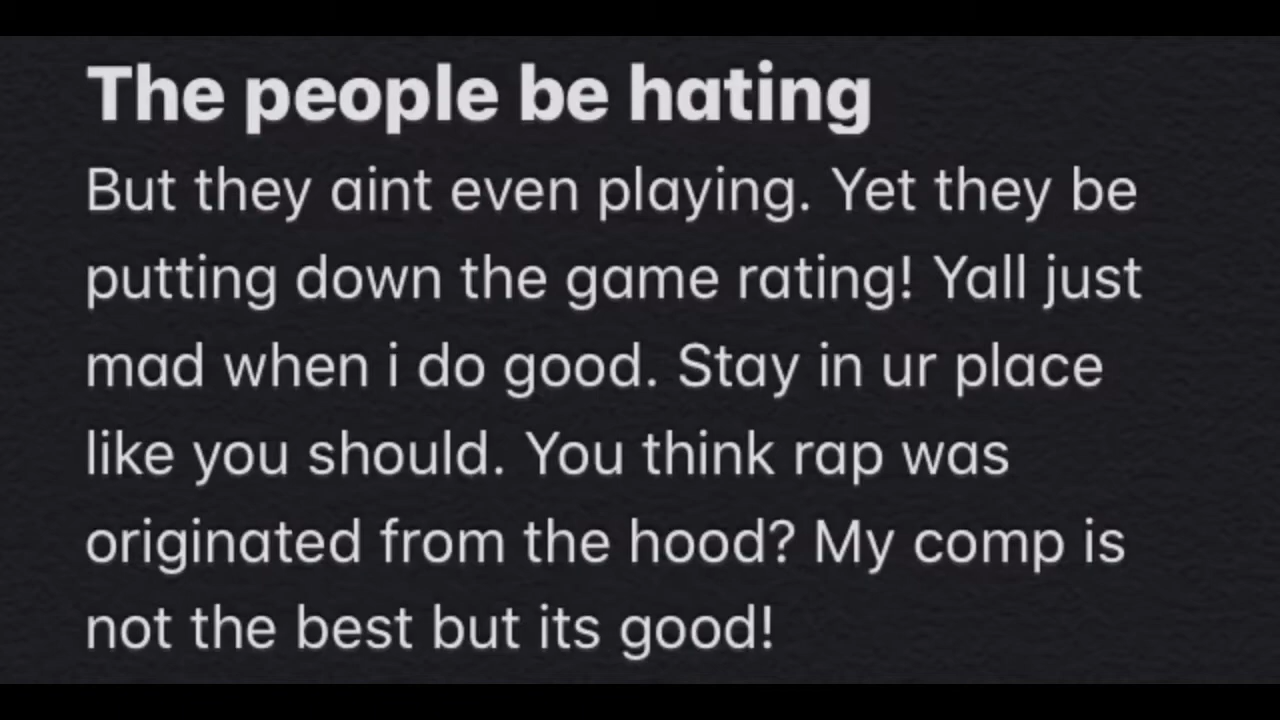 The people be hating
But they aint even playing. Yet they be
putting down the game rating! Yall just
mad when i do good. Stay in ur place
like you should. You think rap was
originated from the hood? My comp is
not the best but its good!